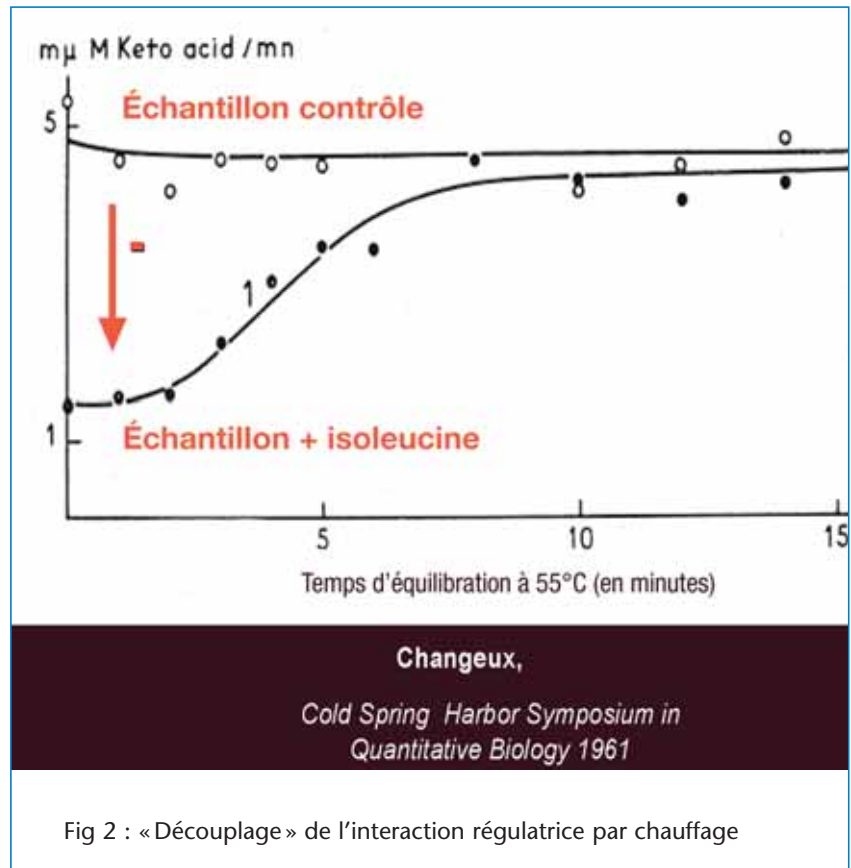 mµ M Keto acid /mn
Échantillon contrôle
5
-
1
1
Échantillon + isoleucine
5 10 15
Temps d'équilibration à 55°C (en minutes)
Changeux,
Cold Spring Harbor Symposium in
Quantitative Biology 1961
Fig 2 : « Découplage » de l'interaction régulatrice par chauffage